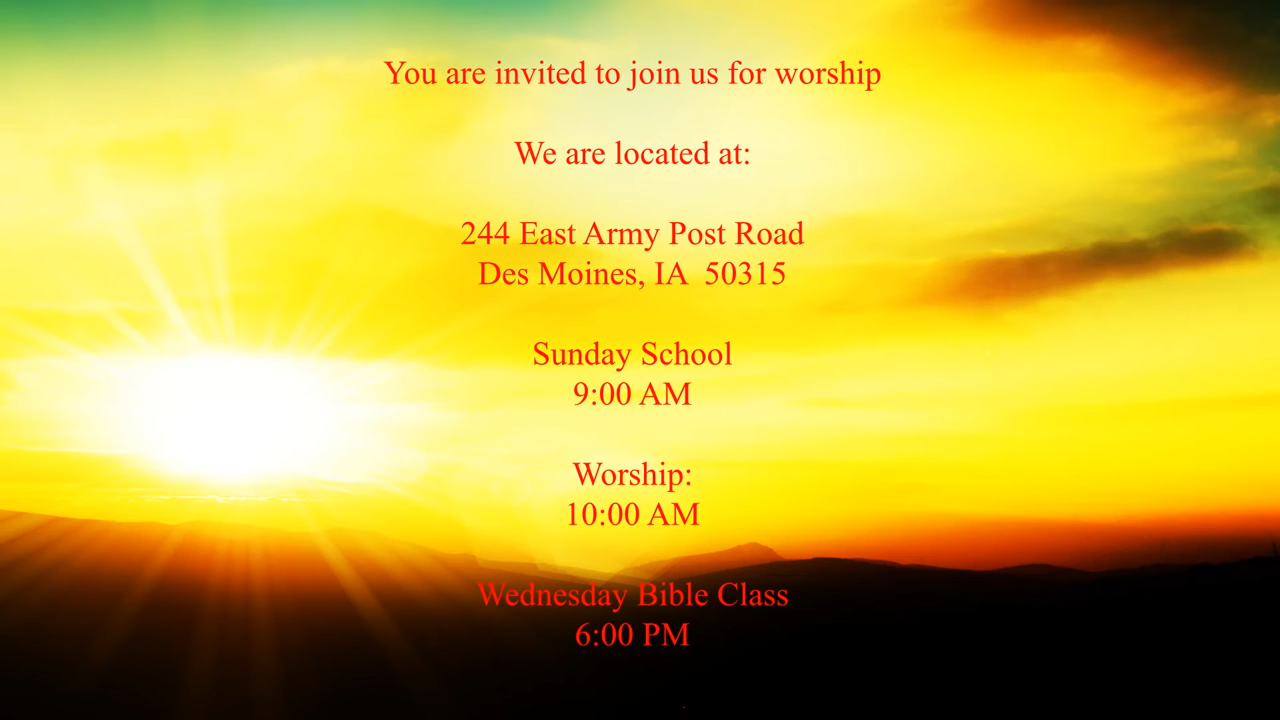 You are invited to join us for worship
We are located at:
244 East Army Post Road
Des Moines, IA  50315
Sunday School
9:00 AM
Worship:
10:00 AM
Wednesday Bible Class
6:00 PM